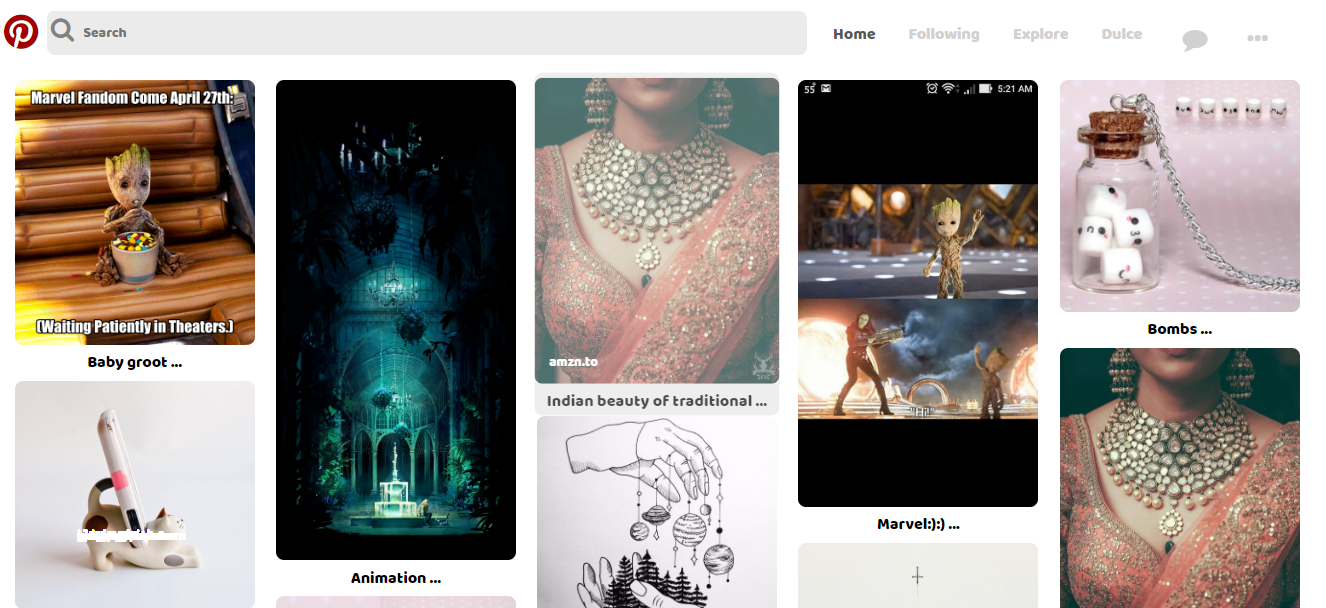 Search
Home
Following
Explore
Dulce
Marvel Fandom Come April 27th:
(Waiting Patiently in Theaters.)
Baby groot ...
Animation ...
amzn.to
Indian beauty of traditional ...
55°
5:21 AM
"Hi!"
Marvel:):) ...
Bombs ...